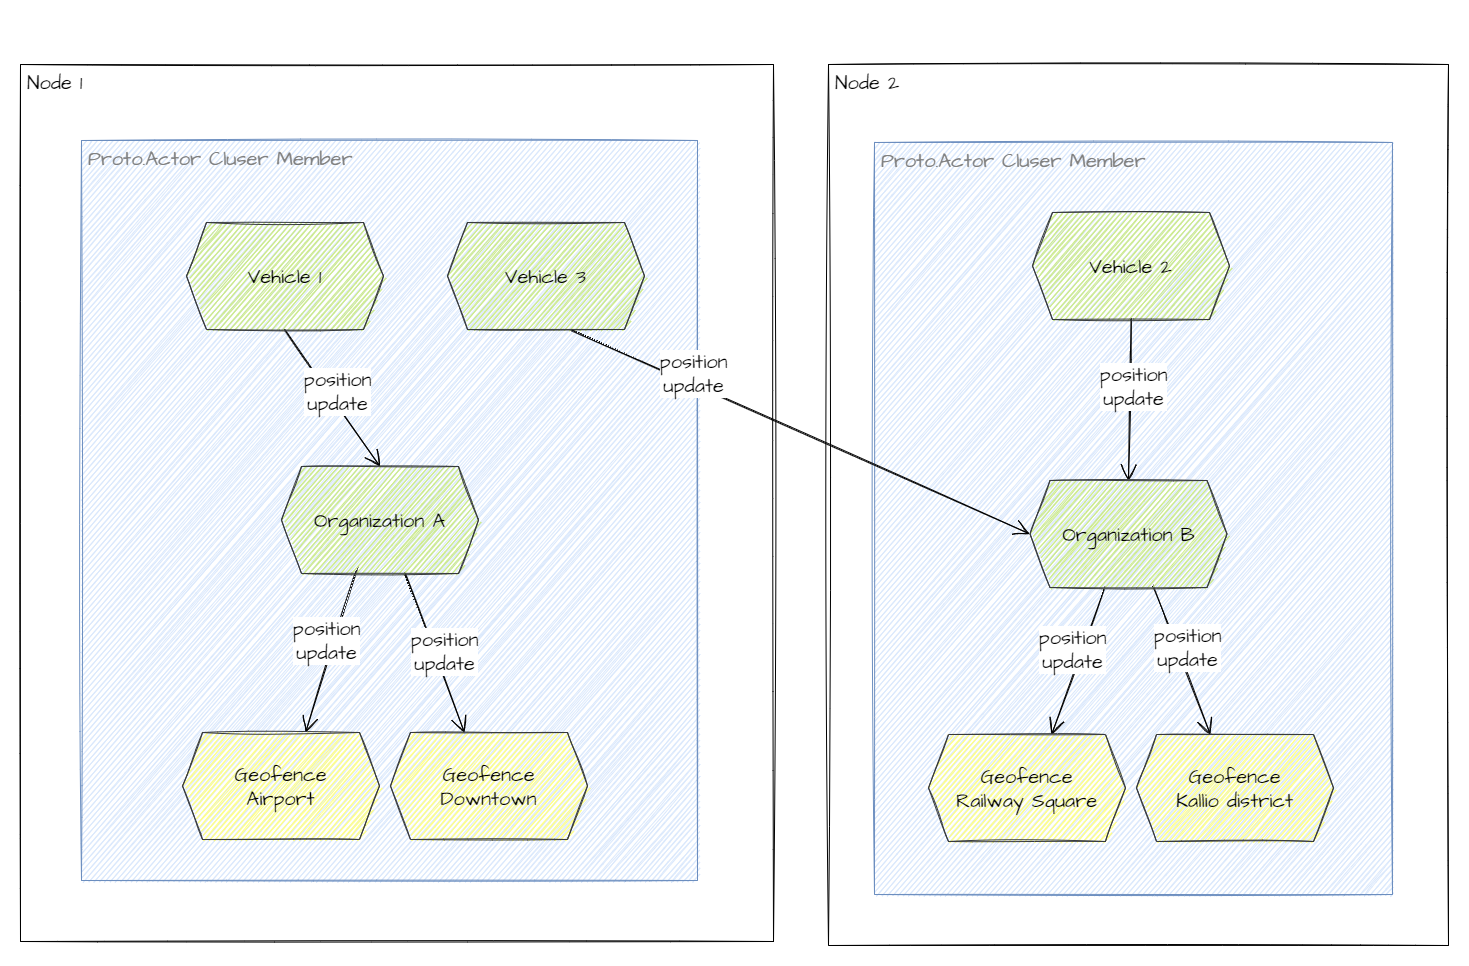 Node 1
Proto.Actor Cluser Member
Vehicle 1
Vehicle 3
position
update
position
update
Organization A
position
update
position
update
Geofence
Airport
Geofence
Downtown
Node 2
Proto.Actor Cluser Member
Vehicle 2
position
update
Organization B
position
update
position
update
Geofence
Railway Square
Geofence
Kallio district